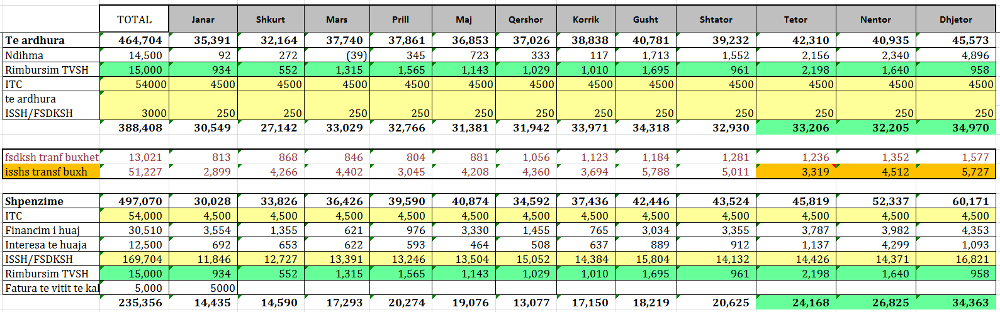 TOTAL Janar Shkurt Mars Prill Maj Qershor Korrik Gusht Shtator Tetor Nentor Dhjetor
Te ardhura 464,704 35,391 32,164 37,740 37,861 36,853 37,026 38,838 40,781 39,232 42,310 40,935 45,573
Ndihma 14,500 92 272 (39) 345 723 333 117 1,713 1,552 2,156 2,340 4,896
Rimbursim TVSH 15,000 934 552 1,315 1,565 1,143 1,029 1,010 1,695 961 2,198 1,640 958
ITC 54000 4500 4500 4500 4500 4500 4500 4500 4500 4500 4500 4500 4500
te ardhura
ISSH/FSDKSH 3000 250 250 250 250 250 250 250 250 250 250 250 250
388,408 30,549 27,142 33,029 32,766 31,381 31,942 33,971 34,318 32,930 33,206 32,205 34,970
fsdksh tranf buxhet 13,021 813 868 846 804 881 1,056 1,123 1,184 1,281 1,236 1,352 1,577
isshs transf buxh 51,227 2,899 4,266 4,402 3,045 4,208 4,360 3,694 5,788 5,011 3,319 4,512 5,727
Shpenzime 497,070 30,028 33,826 36,426 39,590 40,874 34,592 37,436 42,446 43,524 45,819 52,337 60,171
ITC 54,000 4,500 4,500 4,500 4,500 4,500 4,500 4,500 4,500 4,500 4,500 4,500 4,500
Financim i huaj 30,510 3,554 1,355 621 976 3,330 1,455 765 3,034 3,355 3,787 3,982 4,353
Interesa te huaja 12,500 692 653 622 593 464 508 637 889 912 1,137 4,299 1,093
ISSH/FSDKSH 169,704 11,846 12,727 13,391 13,246 13,504 15,052 14,384 15,804 14,132 14,426 14,371 16,821
Rimbursim TVSH 15,000 934 552 1,315 1,565 1,143 1,029 1,010 1,695 961 2,198 1,640 958
Fatura te vitit te kal 5,000 5000
235,356 14,435 14,590 17,293 20,274 19,076 13,077 17,150 18,219 20,625 24,168 26,825 34,363